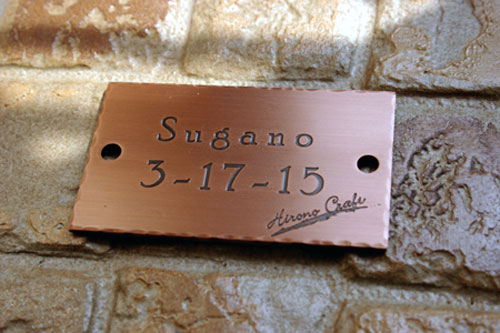 Sugano
3-17-15
Hirono Craft